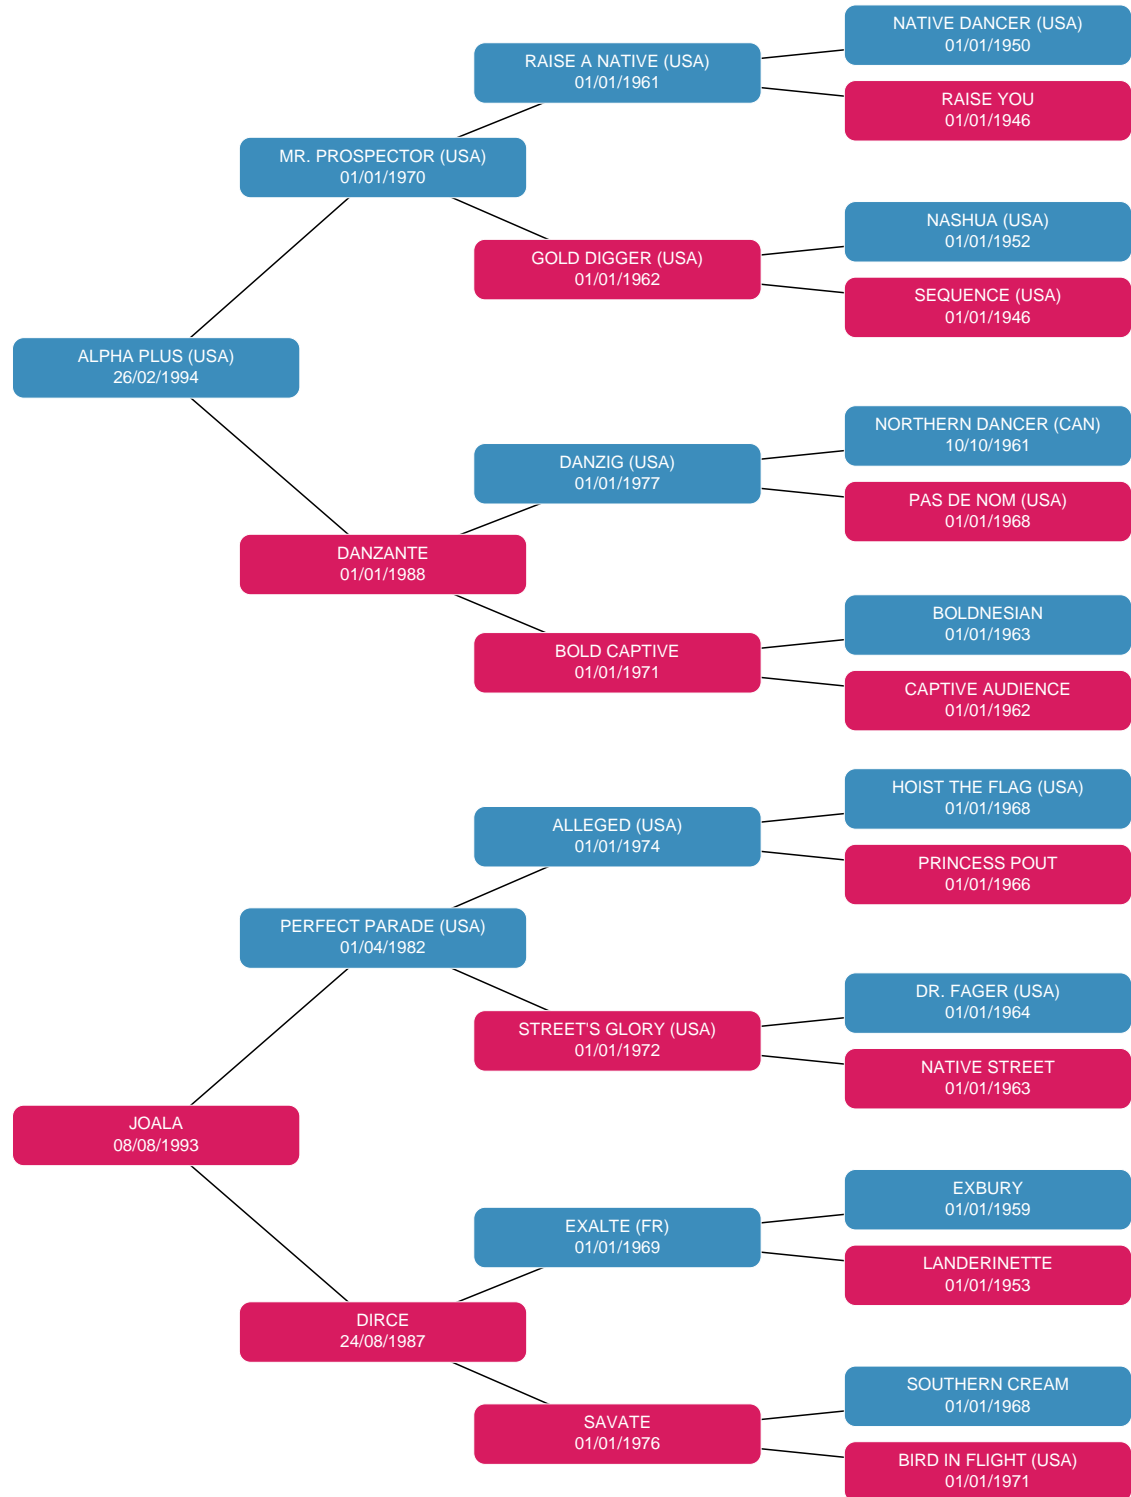 NATIVE DANCER (USA)
01/01/1950
RAISE A NATIVE (USA)
01/01/1961
RAISE YOU
01/01/1946
MR. PROSPECTOR (USA)
01/01/1970
NASHUA (USA)
01/01/1952
GOLD DIGGER (USA)
01/01/1962
SEQUENCE (USA)
01/01/1946
ALPHA PLUS (USA)
26/02/1994
NORTHERN DANCER (CAN)
10/10/1961
DANZIG (USA)
01/01/1977
PAS DE NOM (USA)
01/01/1968
DANZANTE
01/01/1988
BOLDNESIAN
01/01/1963
BOLD CAPTIVE
01/01/1971
CAPTIVE AUDIENCE
01/01/1962
HOIST THE FLAG (USA)
01/01/1968
ALLEGED (USA)
01/01/1974
PRINCESS POUT
01/01/1966
PERFECT PARADE (USA)
01/04/1982
DR. FAGER (USA)
01/01/1964
STREET'S GLORY (USA)
01/01/1972
NATIVE STREET
01/01/1963
JOALA
08/08/1993
EXBURY
01/01/1959
EXALTE (FR)
01/01/1969
LANDERINETTE
01/01/1953
DIRCE
24/08/1987
SOUTHERN CREAM
01/01/1968
SAVATE
01/01/1976
BIRD IN FLIGHT (USA)
01/01/1971